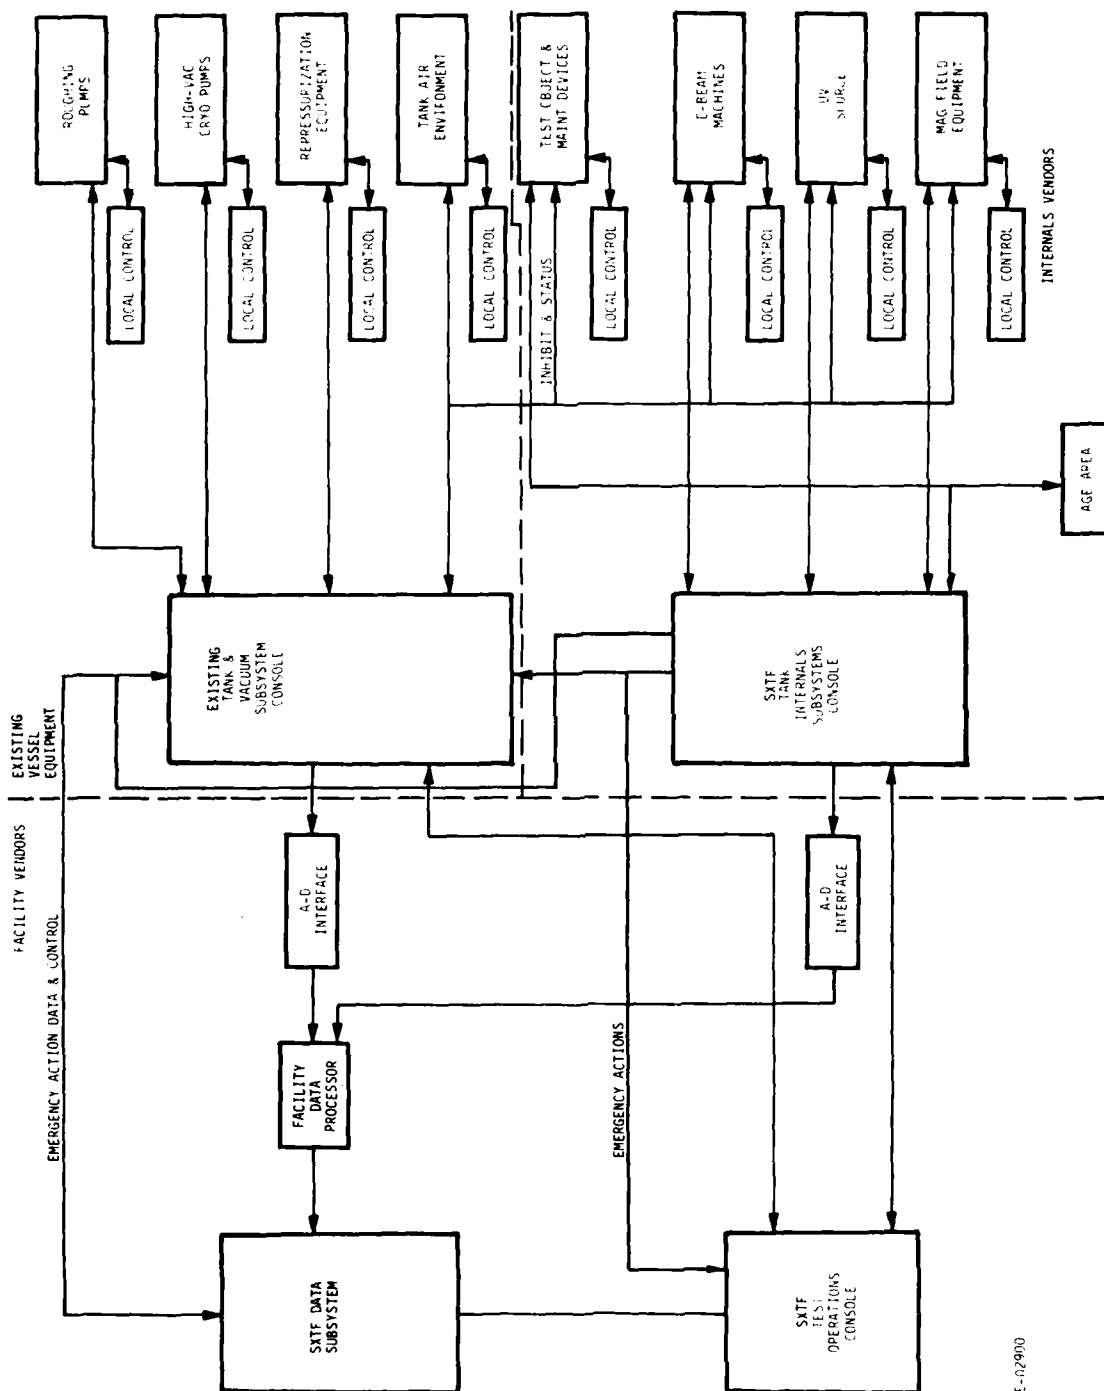 FACILITY VENDORS
EXISTING
VESSEL
EQUIPMENT
EMERGENCY ACTION DATA & CONTROL
SXTF DATA
SUBSYSTEM
FACILITY
DATA
PROCESSOR
A-D
INTERFACE
EXISTING
TANK &
VACUUM
SUBSYSTEM
CONSOLE
ROUGHING
PUMPS
LOCAL CONTROL
HIGH-VAC
CRYO PUMPS
LOCAL CONTROL
REPRESSURIZATION
EQUIPMENT
LOCAL CONTROL
TANK AIR
ENVIRONMENT
LOCAL CONTROL
INHIBIT & STATUS
TEST OBJECT &
MAINT DEVICES
LOCAL CONTROL
EMERGENCY ACTIONS
SXTF
TEST
OPERATIONS
CONSOLE
A-D
INTERFACE
SXTF
TANK
INTERNALS
SUBSYSTEMS
CONSOLE
E-BEAM
MACHINES
LOCAL CONTROL
UV
SOURCE
LOCAL CONTROL
MAG FIELD
EQUIPMENT
LOCAL CONTROL
AGE AREA
INTERNALS VENDORS
E-02900